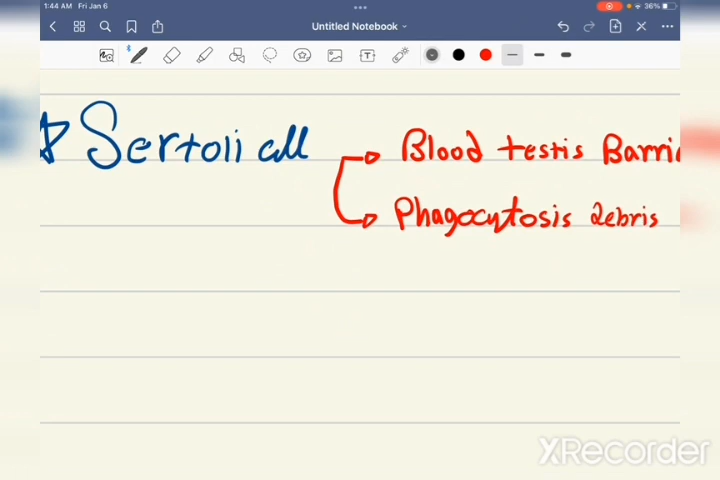 1:44 AM Fri Jan 6
36%
Untitled Notebook
Sertoli cell
Blood testis Barri
Phagocytosis debris
XRecorder